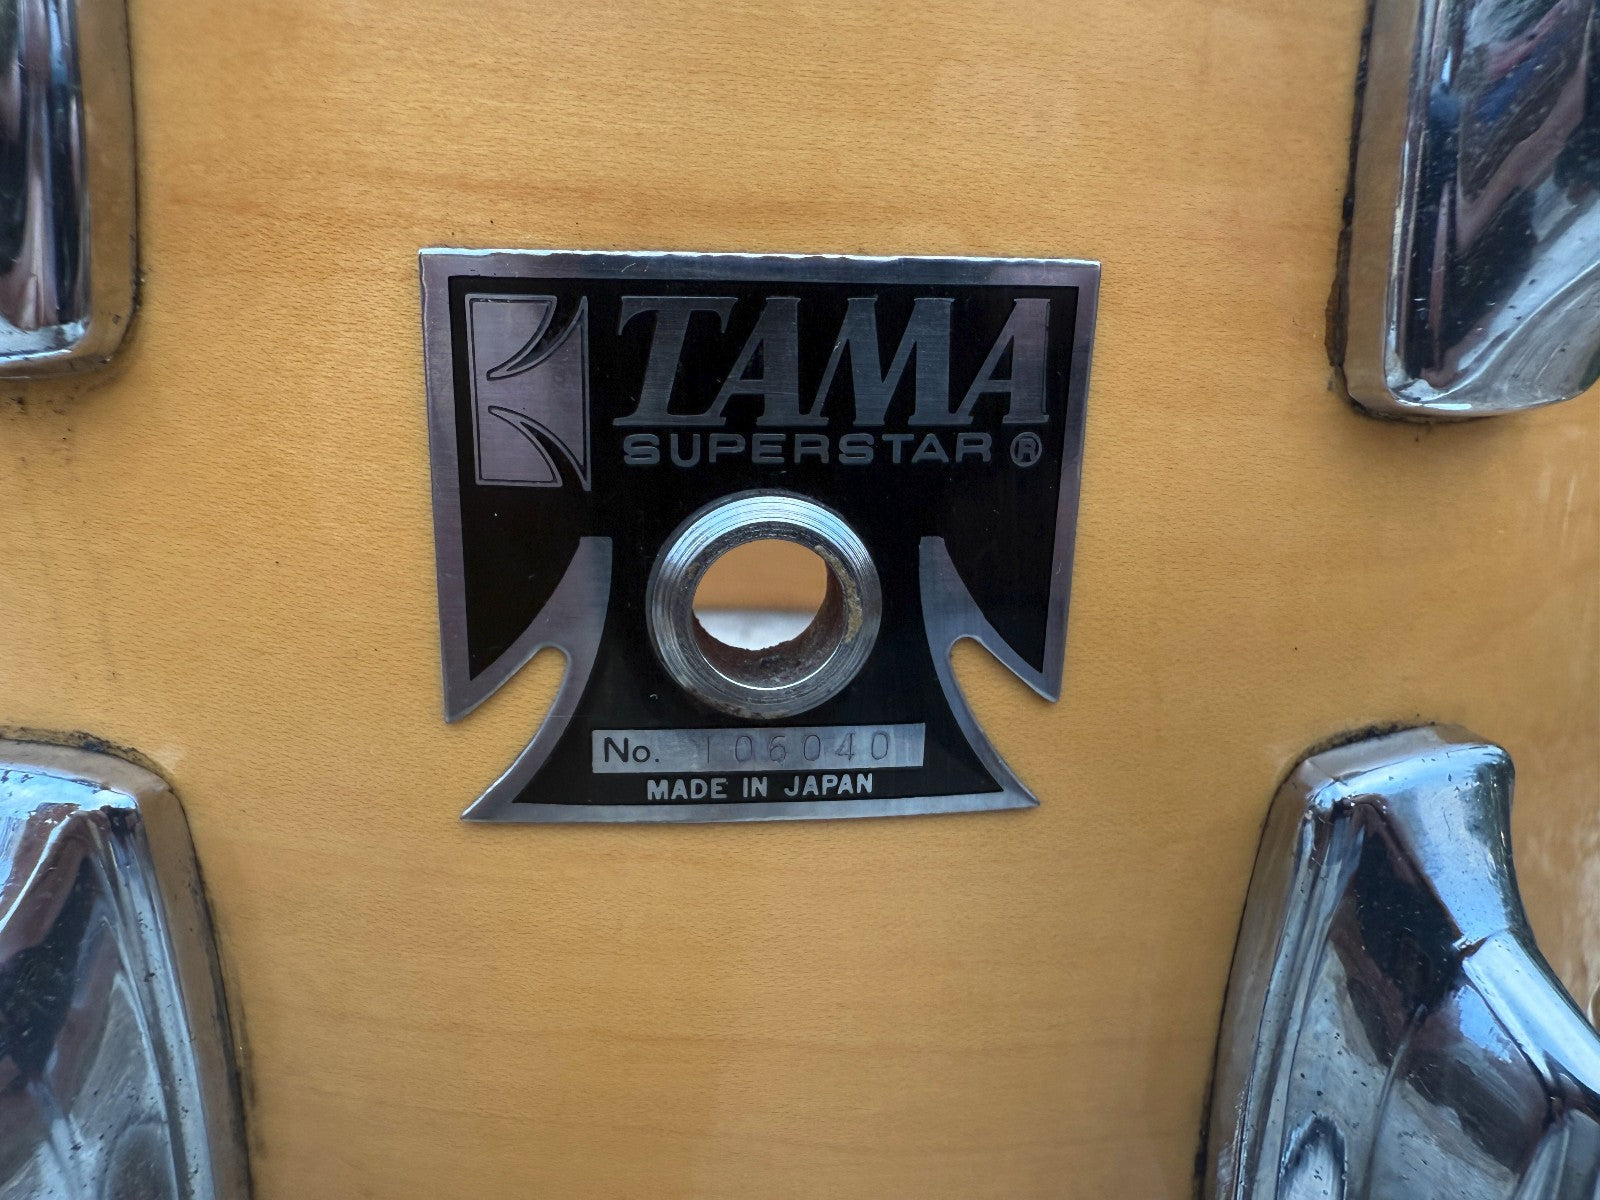 TAMA
SUPERSTAR ®
No. 106040
MADE IN JAPAN